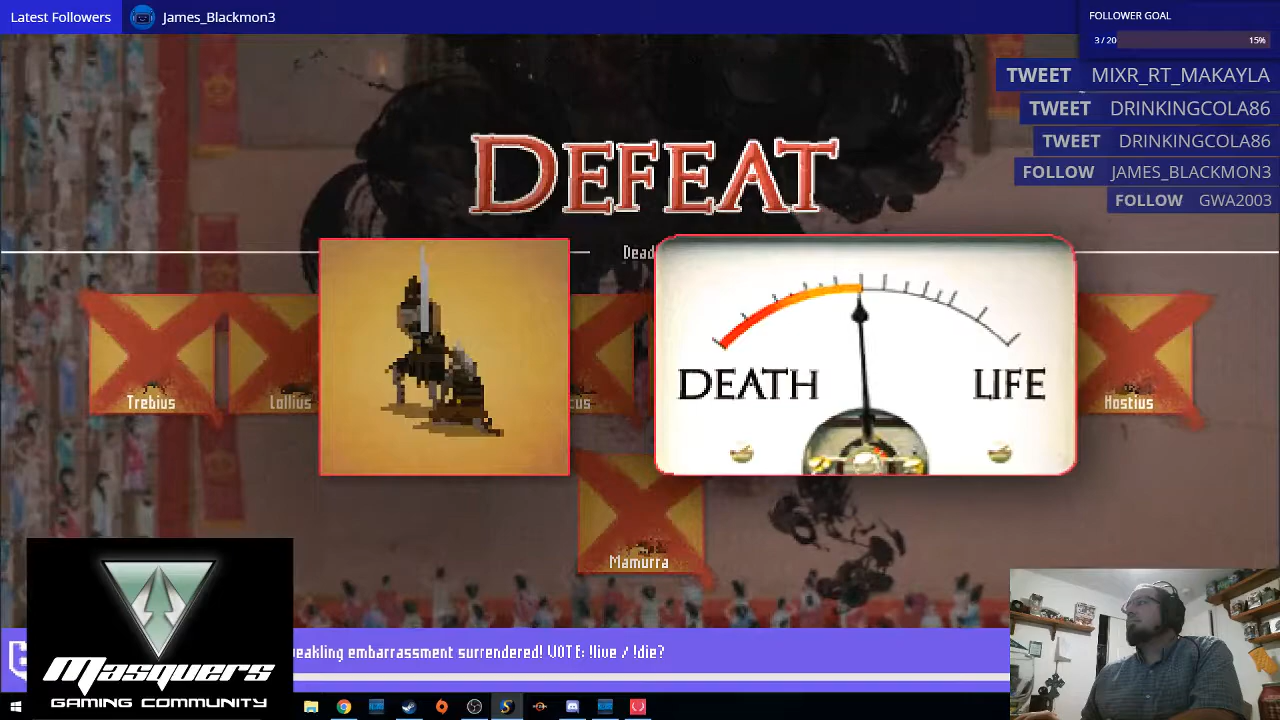 Latest Followers
James_Blackmon3
FOLLOWER GOAL
3 / 20
15%
TWEET MIXR_RT_MAKAYLA
TWEET DRINKINGCOLA86
TWEET DRINKINGCOLA86
FOLLOW JAMES_BLACKMON3
FOLLOW GWA2003
DEFEAT
Dead
DEATH LIFE
Trebius
Lollius
cus
Hostius
Mamurra
eakling embarrassment surrendered! VOTE: !live / !die?
Masquers
GAMING COMMUNITY